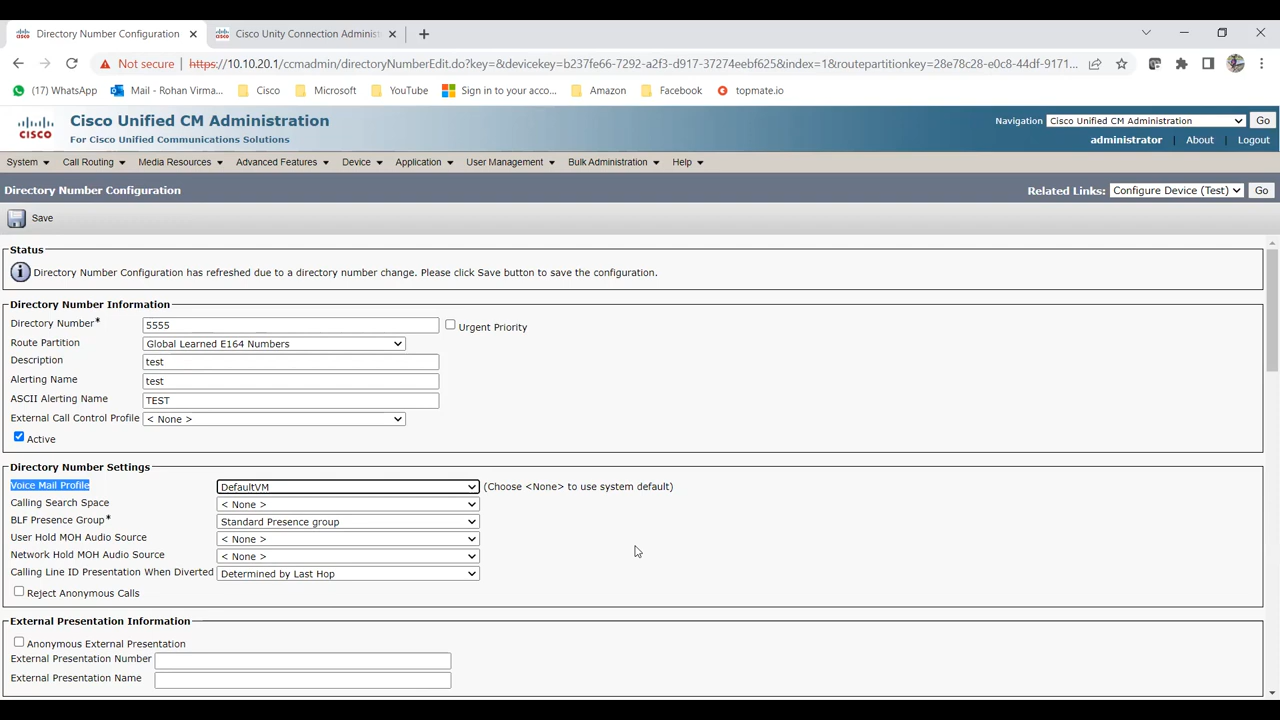 Directory Number Configuration
Cisco Unity Connection Adminis
Not secure | https://10.10.20.1/ccmadmin/directoryNumberEdit.do?key=&devicekey=b237fe66-7292-a2f3-d917-37274eebf625&index=1&routepartitionkey=28e78c28-e0c8-44df-9171...
(17) WhatsApp Mail - Rohan Virma... Cisco Microsoft YouTube Sign in to your acco... Amazon Facebook topmate.io
CISCO
Cisco Unified CM Administration
For Cisco Unified Communications Solutions
Navigation Cisco Unified CM Administration Go
administrator | About | Logout
System Call Routing Media Resources Advanced Features Device Application User Management Bulk Administration Help
Directory Number Configuration
Related Links: Configure Device (Test) Go
Save
Status
Directory Number Configuration has refreshed due to a directory number change. Please click Save button to save the configuration.
Directory Number Information
Directory Number* 5555 Urgent Priority
Route Partition Global Learned E164 Numbers
Description test
Alerting Name test
ASCII Alerting Name TEST
External Call Control Profile < None >
Active
Directory Number Settings
Voice Mail Profile DefaultVM (Choose <None> to use system default)
Calling Search Space < None >
BLF Presence Group* Standard Presence group
User Hold MOH Audio Source < None >
Network Hold MOH Audio Source < None >
Calling Line ID Presentation When Diverted Determined by Last Hop
Reject Anonymous Calls
External Presentation Information
Anonymous External Presentation
External Presentation Number
External Presentation Name